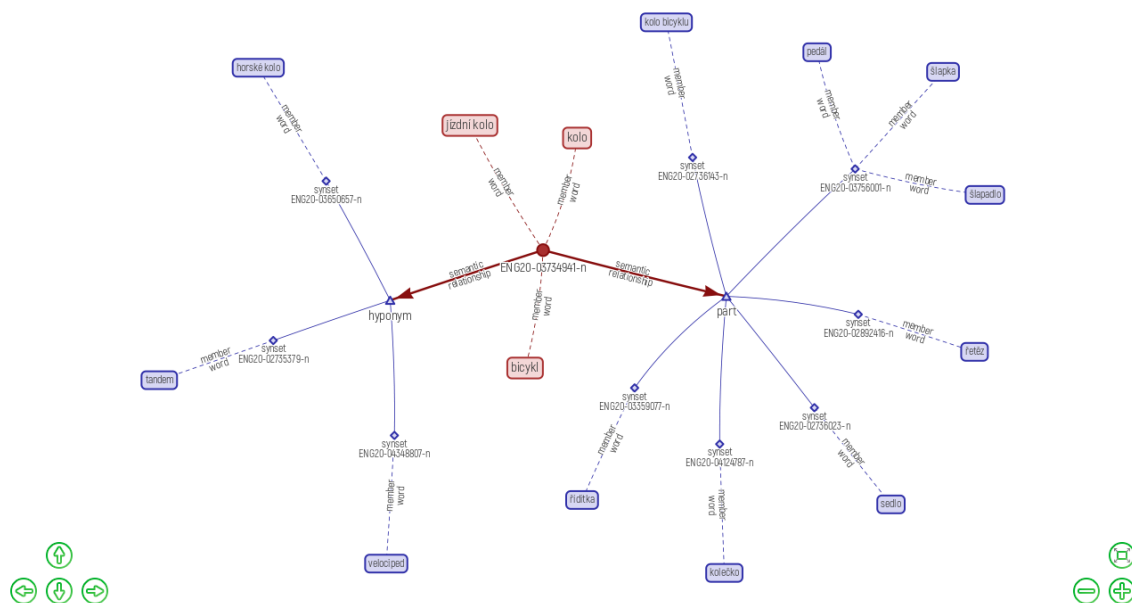 kolo bicyklu
pedál
horské kolo
šlapka
member
word
member
word
member
word
member
word
jízdní kolo
kolo
member
word
synset
ENG20-02736143-n
synset
ENG20-03756001-n
member
word
member
word
member
word
šlapadlo
synset
ENG20-03650657-n
semantic
relationship
ENG20-03734941-n
semantic
relationship
hyponym
member
word
part
synset
ENG20-02892416-n
member
word
řetěz
synset
ENG20-02735379-n
member
word
tandem
bicykl
synset
ENG20-03359077-n
synset
ENG20-02736023-n
synset
ENG20-04348807-n
member
word
synset
ENG20-04124787-n
member
word
member
word
řídítka
member
word
sedlo
velocipéd
kolečko